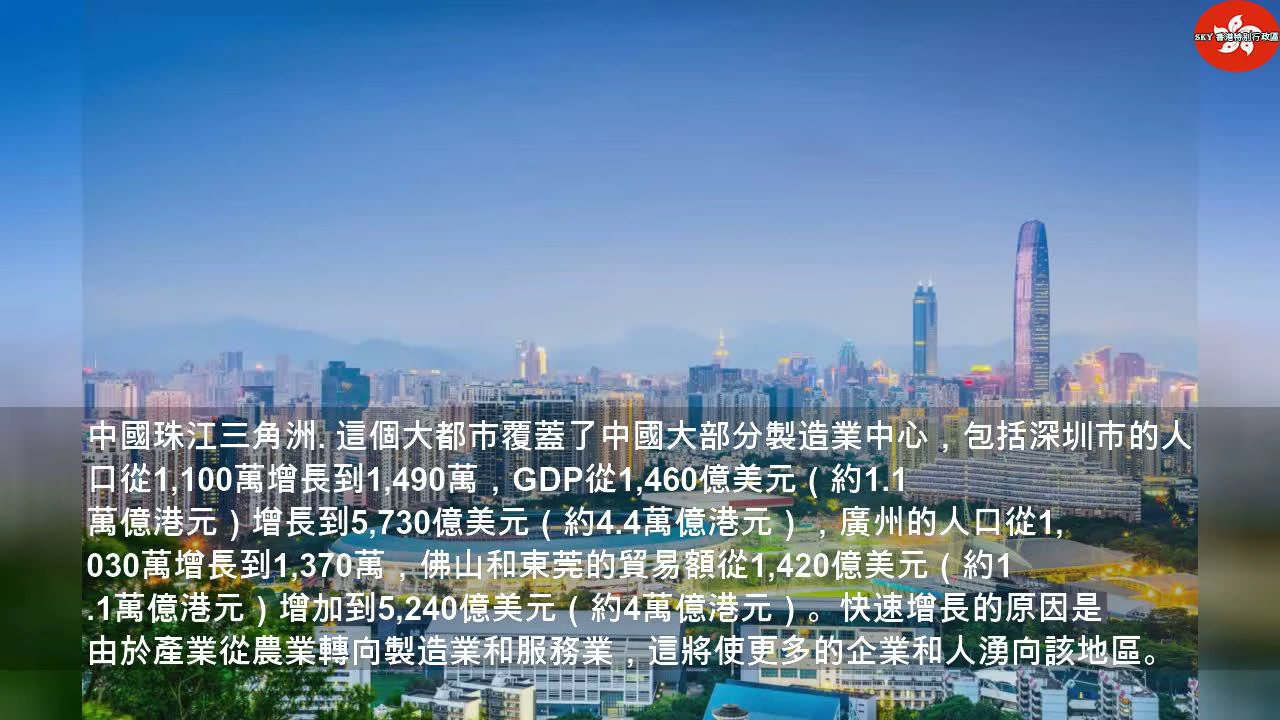 SKY 香港特別行政區
中國珠江三角洲. 這個大都市覆蓋了中國大部分製造業中心，包括深圳市的人
口從1,100萬增長到1,490萬，GDP從1,460億美元（約1.1
萬億港元）增長到5,730億美元（約4.4萬億港元），廣州的人口從1,
030萬增長到1,370萬，佛山和東莞的貿易額從1,420億美元（約1
.1萬億港元）增加到5,240億美元（約4萬億港元）。快速增長的原因是
由於產業從農業轉向製造業和服務業，這將使更多的企業和人湧向該地區。